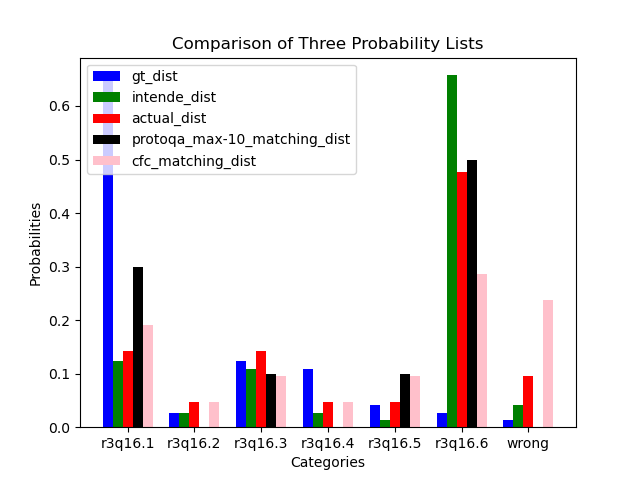 Comparison of Three Probability Lists
gt_dist
intende_dist
actual_dist
protoqa_max-10_matching_dist
cfc_matching_dist
Probabilities
0.6
0.5
0.4
0.3
0.2
0.1
0.0
r3q16.1 r3q16.2 r3q16.3 r3q16.4 r3q16.5 r3q16.6 wrong
Categories